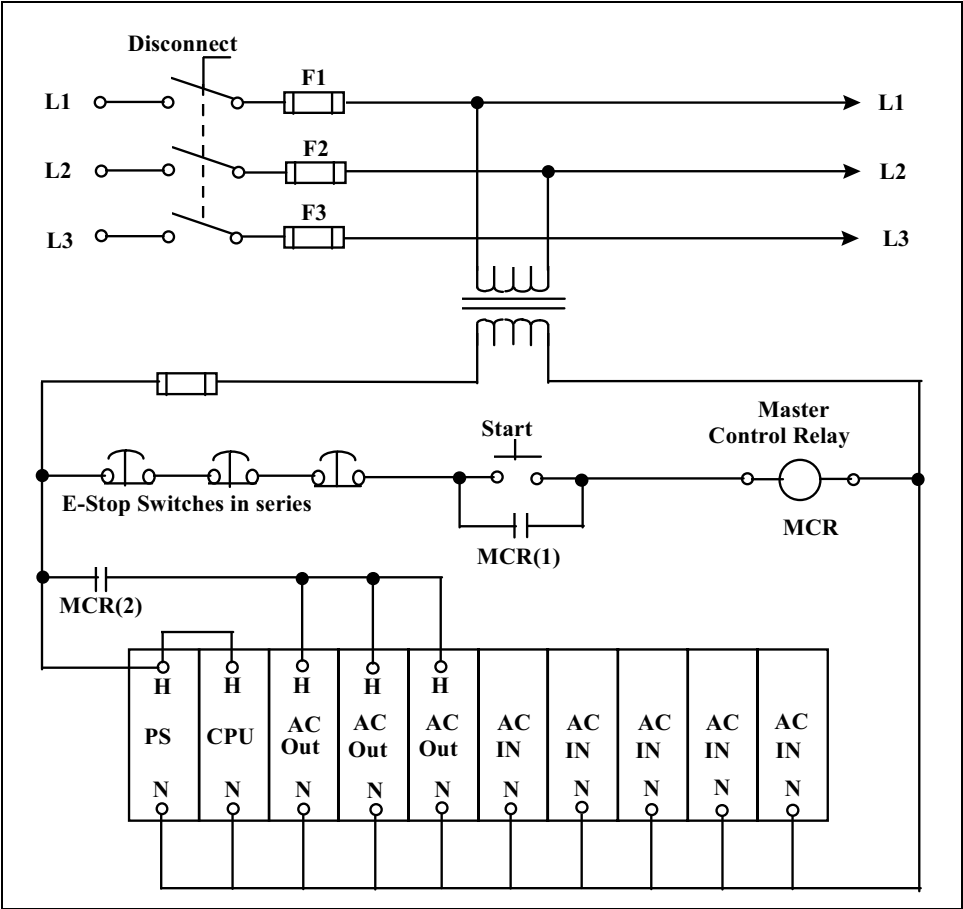 Disconnect
F1
L1 L1
F2
L2 L2
F3
L3 L3
Master
Control Relay
Start
E-Stop Switches in series
MCR
MCR(1)
MCR(2)
H H H H H
PS CPU AC Out AC Out AC Out AC IN AC IN AC IN AC IN AC IN
N N N N N N N N N N